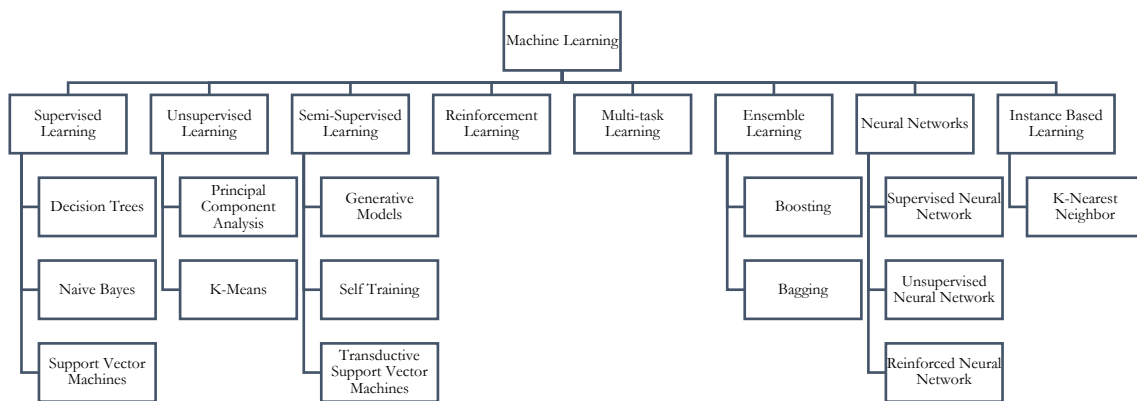 Machine Learning
Supervised
Learning
Unsupervised
Learning
Semi-Supervised
Learning
Reinforcement
Learning
Multi-task
Learning
Ensemble
Learning
Neural Networks
Instance Based
Learning
Decision Trees
Principal
Component
Analysis
Generative
Models
Boosting
Supervised Neural
Network
K-Nearest
Neighbor
Naive Bayes
K-Means
Self Training
Bagging
Unsupervised
Neural Network
Support Vector
Machines
Transductive
Support Vector
Machines
Reinforced Neural
Network